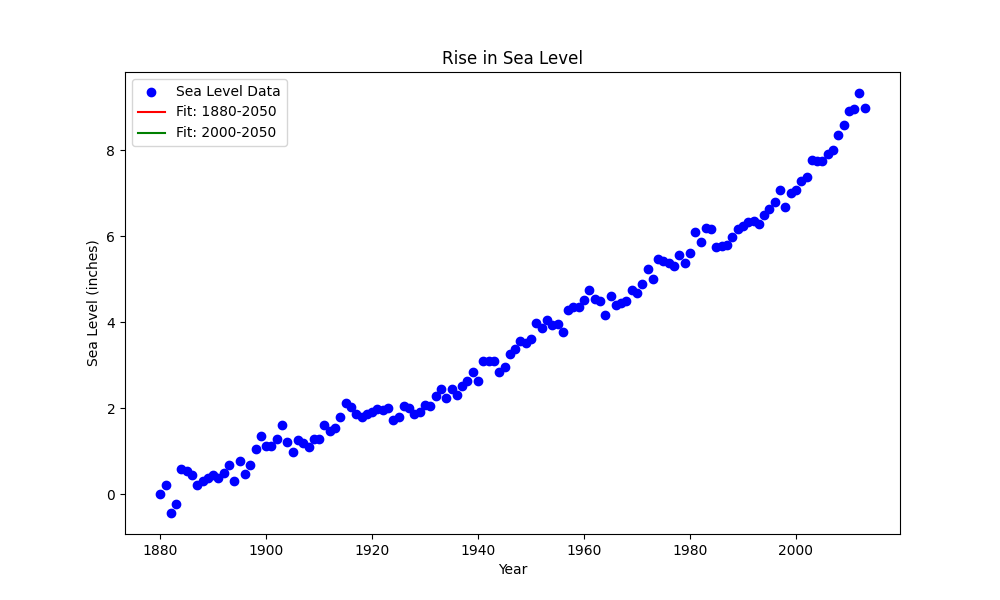 Rise in Sea Level
Sea Level Data
Fit: 1880-2050
Fit: 2000-2050
Sea Level (inches)
8
6
4
2
0
1880 1900 1920 1940 1960 1980 2000
Year